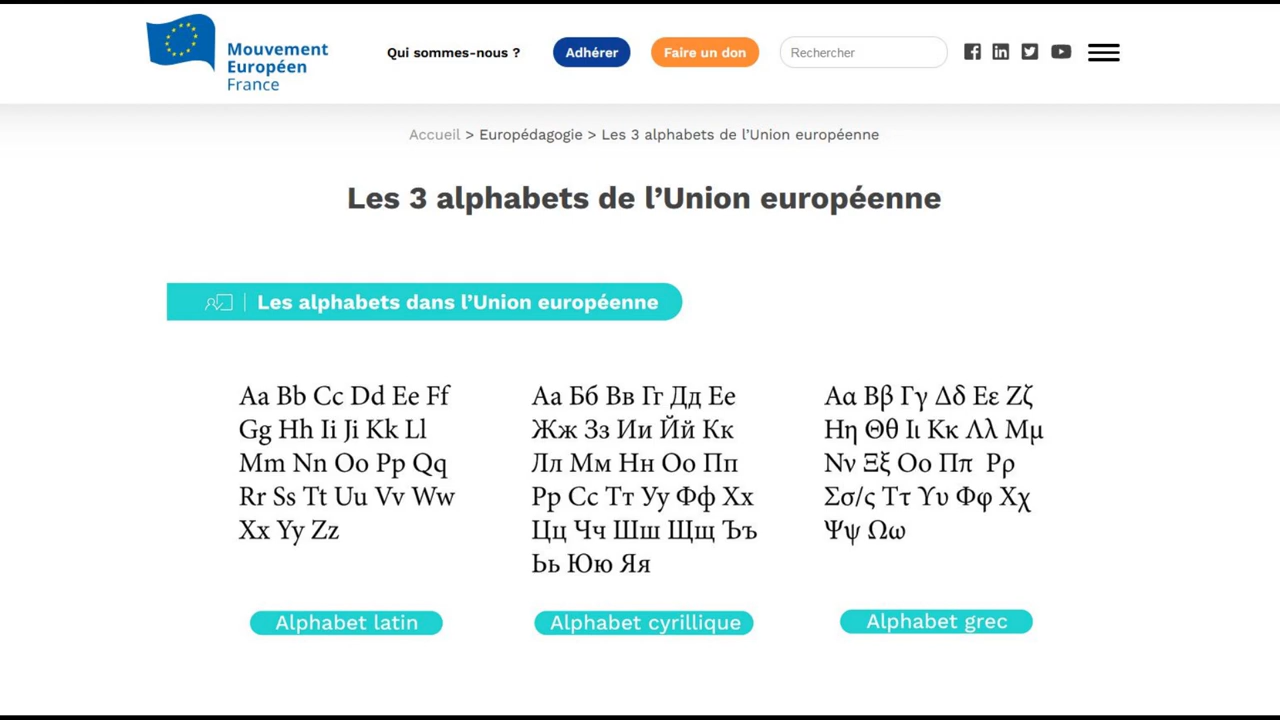 Mouvement
Européen
France
Qui sommes-nous ?
Adhérer
Faire un don
Rechercher
Accueil > Europédagogie > Les 3 alphabets de l’Union européenne
Les 3 alphabets de l’Union européenne
Les alphabets dans l’Union européenne
Aa Bb Cc Dd Ee Ff
Gg Hh Ii Ji Kk Ll
Mm Nn Oo Pp Qq
Rr Ss Tt Uu Vv Ww
Xx Yy Zz
Alphabet latin
Аа Бб Вв Гг Дд Ее
Жж Зз Ии Йй Кк
Лл Мм Нн Оо Пп
Рр Сс Тт Уу Фф Хх
Цц Чч Шш Щщ Ъъ
Ьь Юю Яя
Alphabet cyrillique
Αα Ββ Γγ Δδ Εε Ζζ
Ηη Θθ Ιι Κκ Λλ Μμ
Νν Ξξ Οο Ππ Ρρ
Σσ/ς Ττ Υυ Φφ Χχ
Ψψ Ωω
Alphabet grec